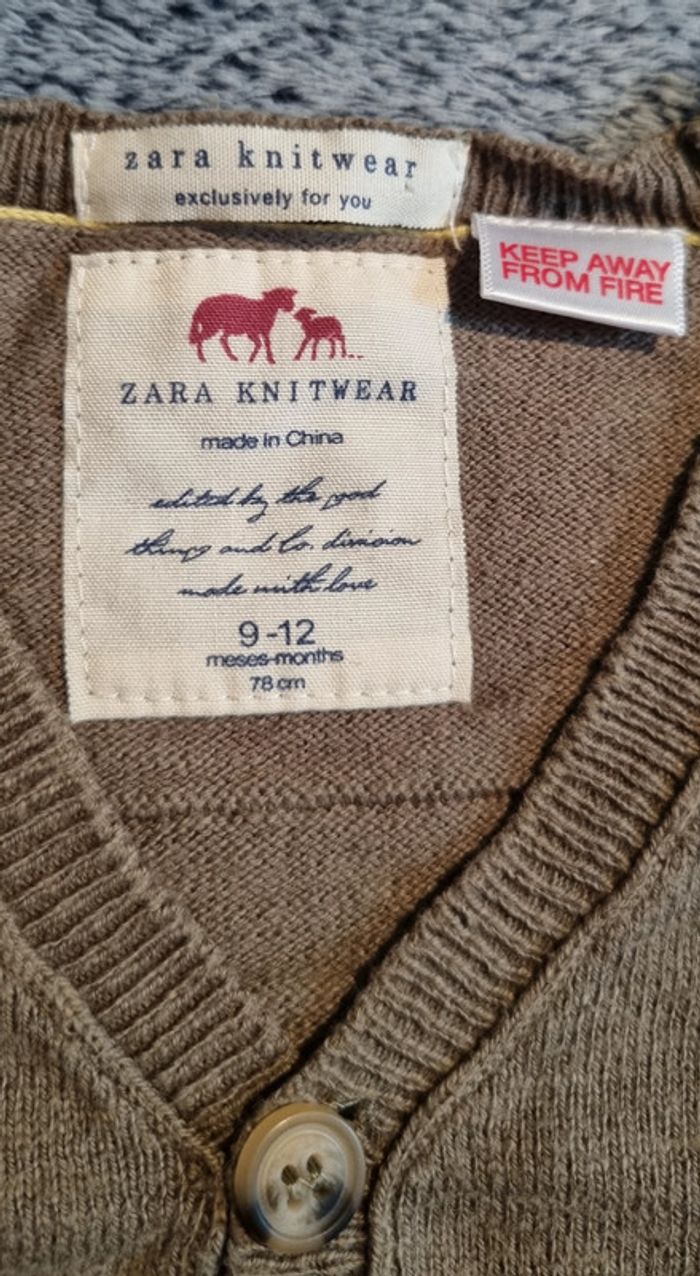 zara knitwear
exclusively for you
KEEP AWAY
FROM FIRE
ZARA KNITWEAR
made in China
edited by the good
things and Co. division
made with love
9-12
meses-months
78 cm